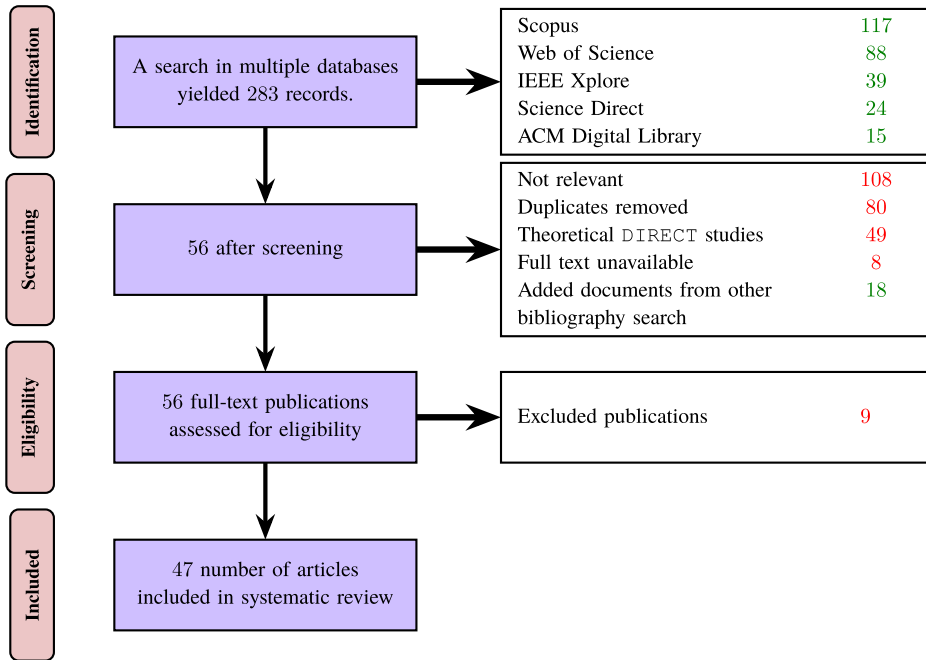 Identification
A search in multiple databases
yielded 283 records.
Scopus 117
Web of Science 88
IEEE Xplore 39
Science Direct 24
ACM Digital Library 15
Screening
56 after screening
Not relevant 108
Duplicates removed 80
Theoretical DIRECT studies 49
Full text unavailable 8
Added documents from other 18
bibliography search
Eligibility
56 full-text publications
assessed for eligibility
Excluded publications 9
Included
47 number of articles
included in systematic review